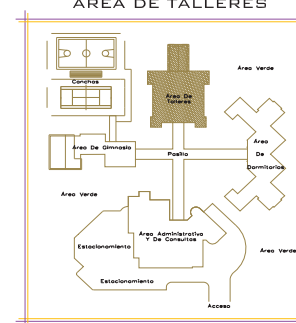 ÁREA DE TALLERES
Área Verde
Canchas
Área De
Talleres
Área De Gimnasio
Pasillo
Área
De
Dormitorios
Área Verde
Área Administrativa
Y De Consultas
Estacionamiento
Área Verde
Estacionamiento
Acceso